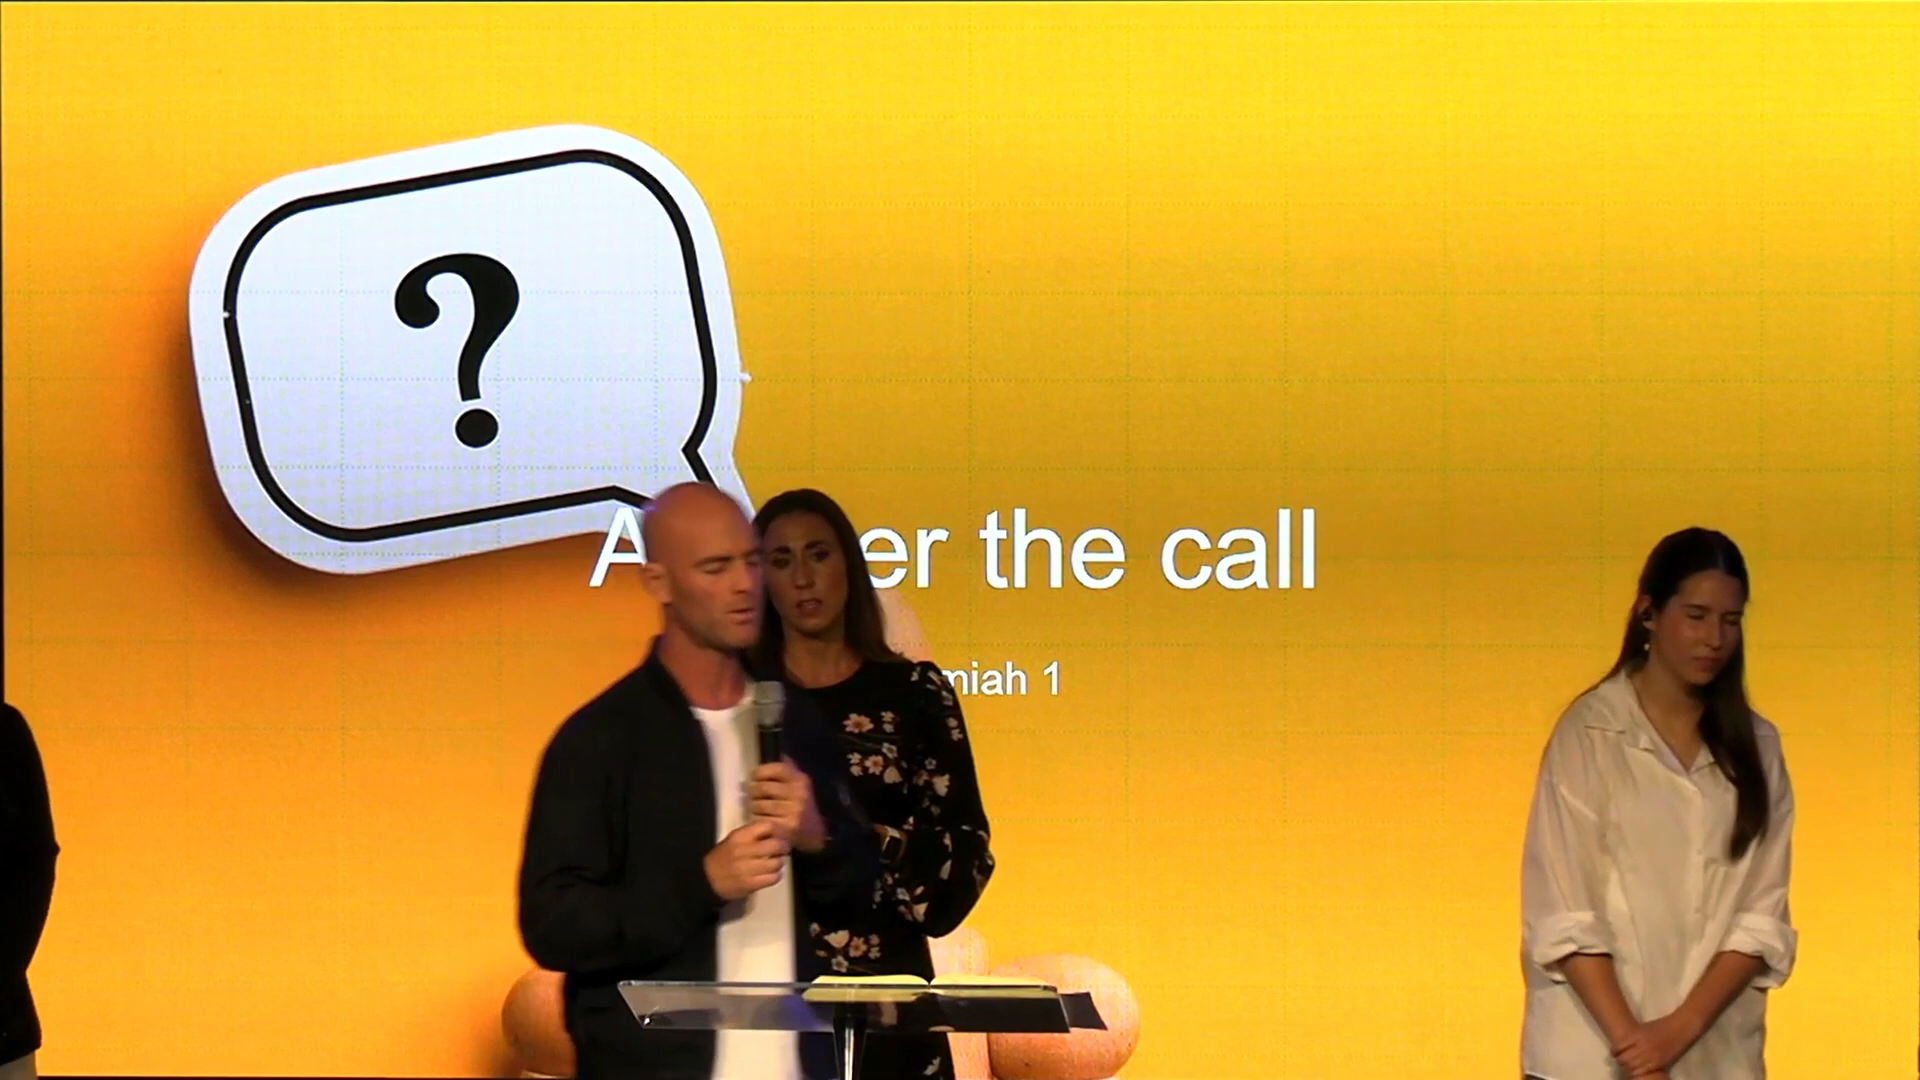 ?
er the call
miah 1